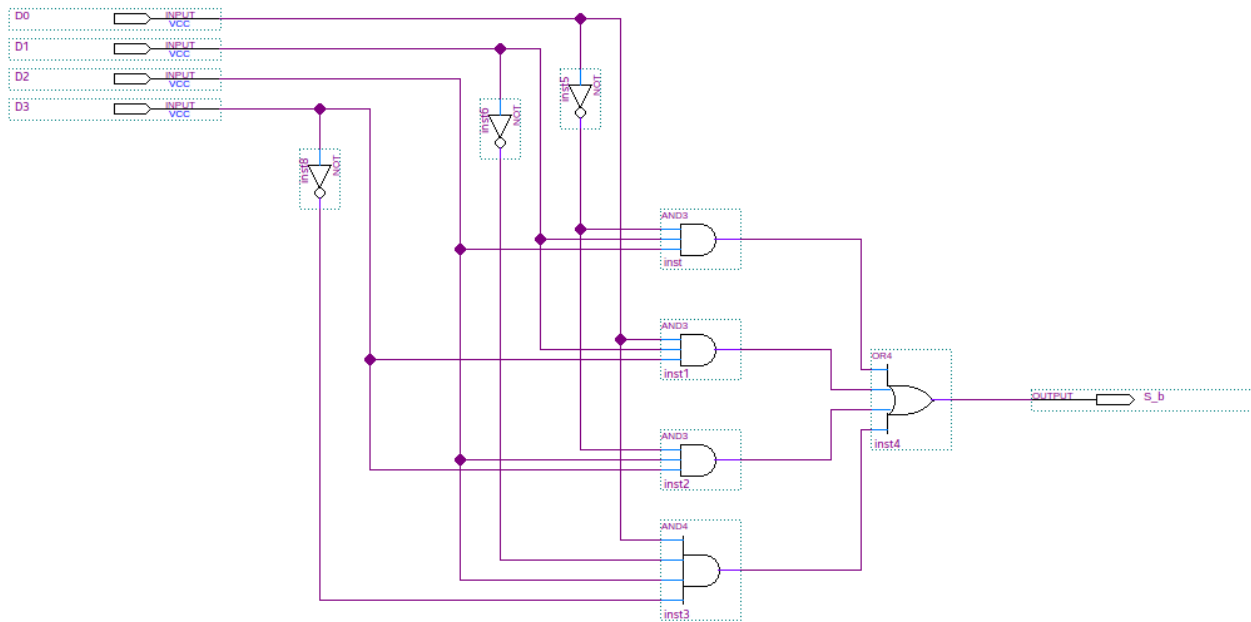 D0 INPUT
VCC
D1 INPUT
VCC
D2 INPUT
VCC
D3 INPUT
VCC
inst5 NOT
inst6 NOT
inst8 NOT
AND3
inst
AND3
inst1
OR4
OUTPUT S_b
AND3
inst4
inst2
AND4
inst3